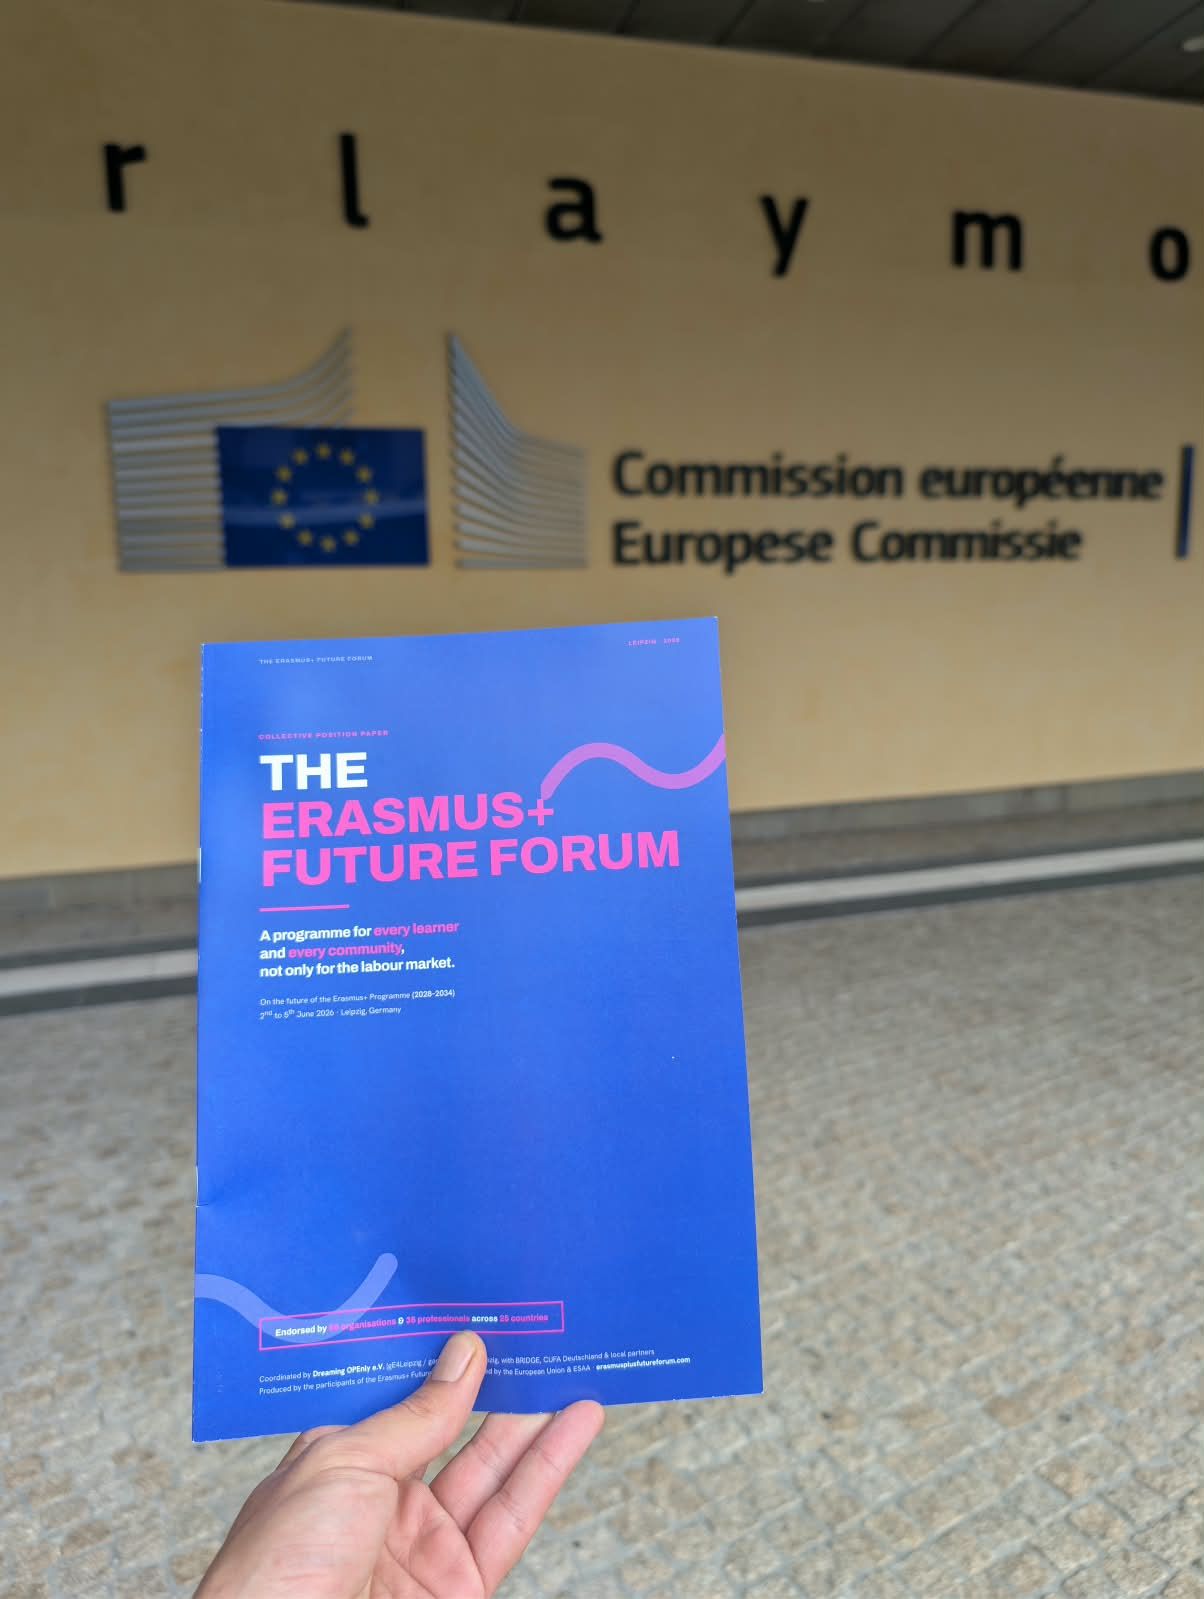 r l a y m o
Commission européenne
Europese Commissie
THE ERASMUS+ FUTURE FORUM
LEIPZIG · 2026
COLLECTIVE POSITION PAPER
THE
ERASMUS+
FUTURE FORUM
A programme for every learner
and every community,
not only for the labour market.
On the future of the Erasmus+ Programme (2028-2034)
2nd to 5th June 2026 · Leipzig, Germany
Endorsed by organisations & 36 professionals across 25 countries
Coordinated by Dreaming OPEnly e.V. with BRIDGE, CUFA Deutschland & local partners
Produced by the participants of the Erasmus+ by the European Union & ESAA · erasmusplusfutureforum.com